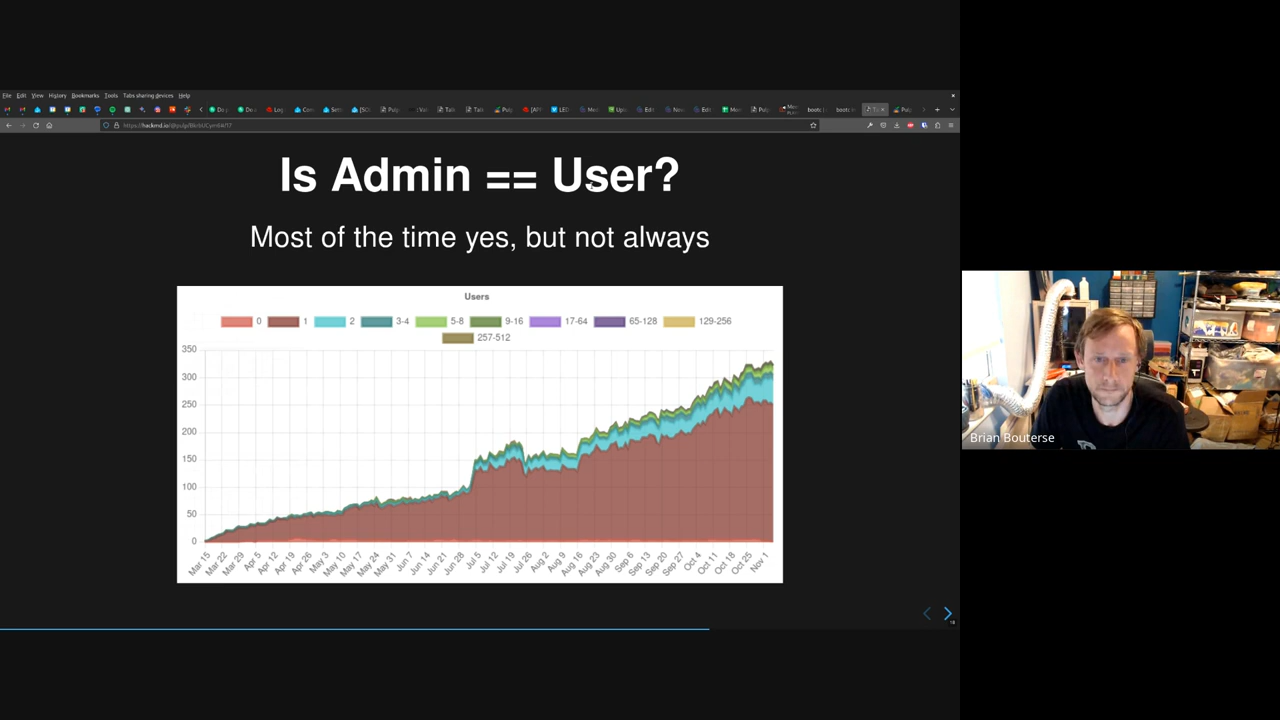 File Edit View History Bookmarks Tools Tabs sharing devices Help
Is Admin == User?
Most of the time yes, but not always
Users
0 1 2 3-4 5-8 9-16 17-64 65-128 129-256
257-512
350
300
250
200
150
100
50
0
Mar 15 Mar 22 Mar 29 Apr 5 Apr 12 Apr 19 Apr 26 May 3 May 10 May 17 May 24 May 31 Jun 7 Jun 14 Jun 21 Jun 28 Jul 5 Jul 12 Jul 19 Jul 26 Aug 2 Aug 9 Aug 16 Aug 23 Aug 30 Sep 6 Sep 13 Sep 20 Sep 27 Oct 4 Oct 11 Oct 18 Oct 25 Nov 1
Brian Bouterse